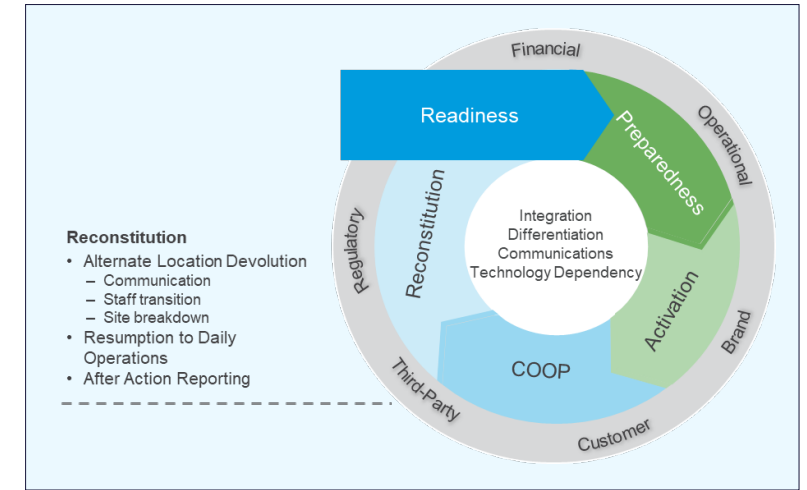 Financial
Readiness
Preparedness
Operational
Reconstitution
Regulatory
Integration
Differentiation
Communications
Technology Dependency
Activation
Brand
COOP
Third-Party
Customer
Reconstitution
• Alternate Location Devolution
– Communication
– Staff transition
– Site breakdown
• Resumption to Daily
Operations
• After Action Reporting